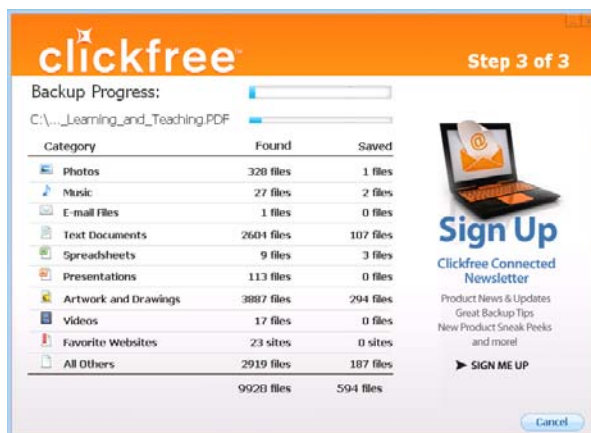 clickfree™
Step 3 of 3
Backup Progress:
C:\..._Learning_and_Teaching.PDF
Category Found Saved
Photos 328 files 1 files
Music 27 files 2 files
E-mail Files 1 files 0 files
Text Documents 2604 files 107 files
Spreadsheets 9 files 3 files
Presentations 113 files 0 files
Artwork and Drawings 3887 files 294 files
Videos 17 files 0 files
Favorite Websites 23 sites 0 sites
All Others 2919 files 187 files
9928 files 594 files
@
Sign Up
Clickfree Connected
Newsletter
Product News & Updates
Great Backup Tips
New Product Sneak Peeks
and more!
➤ SIGN ME UP
Cancel